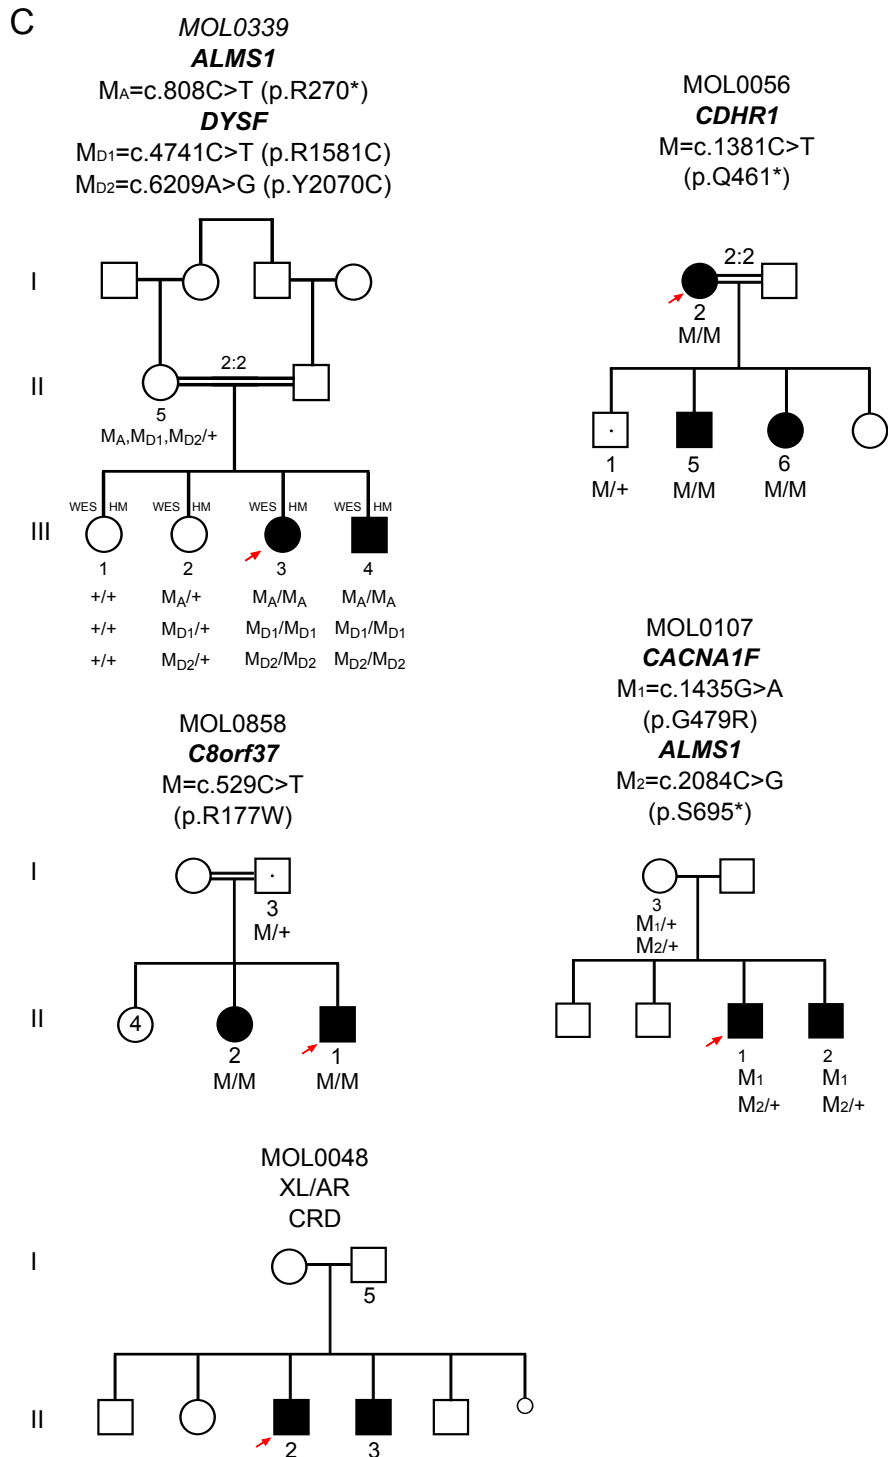 C
MOL0339
ALMS1
MA=c.808C>T (p.R270*)
DYSF
MD1=c.4741C>T (p.R1581C)
MD2=c.6209A>G (p.Y2070C)
I
II
2:2
5
MA,MD1,MD2/+
III
WES HM WES HM WES HM WES HM
1 2 3 4
+/+ MA/+ MA/MA MA/MA
+/+ MD1/+ MD1/MD1 MD1/MD1
+/+ MD2/+ MD2/MD2 MD2/MD2
MOL0056
CDHR1
M=c.1381C>T
(p.Q461*)
2:2
2
M/M
1 5 6
M/+ M/M M/M
MOL0858
C8orf37
M=c.529C>T
(p.R177W)
I
3
M/+
II
4
2 1
M/M M/M
MOL0107
CACNA1F
M1=c.1435G>A
(p.G479R)
ALMS1
M2=c.2084C>G
(p.S695*)
3
M1/+
M2/+
1 2
M1 M1
M2/+ M2/+
MOL0048
XL/AR
CRD
I
5
II
2 3